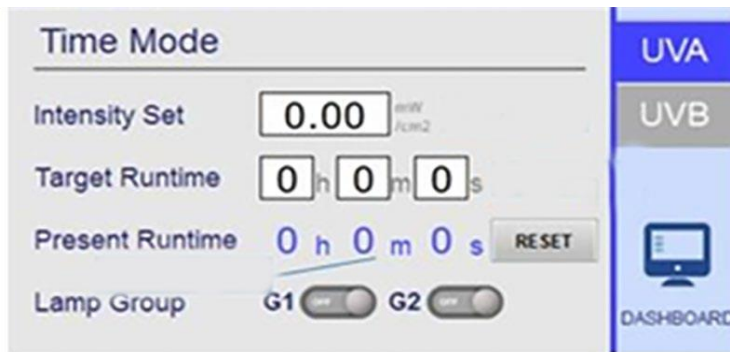 Time Mode
Intensity Set 0.00 mW
/cm2
Target Runtime 0 h 0 m 0 s
Present Runtime 0 h 0 m 0 s RESET
Lamp Group G1 OFF G2 OFF
UVA
UVB
DASHBOARD